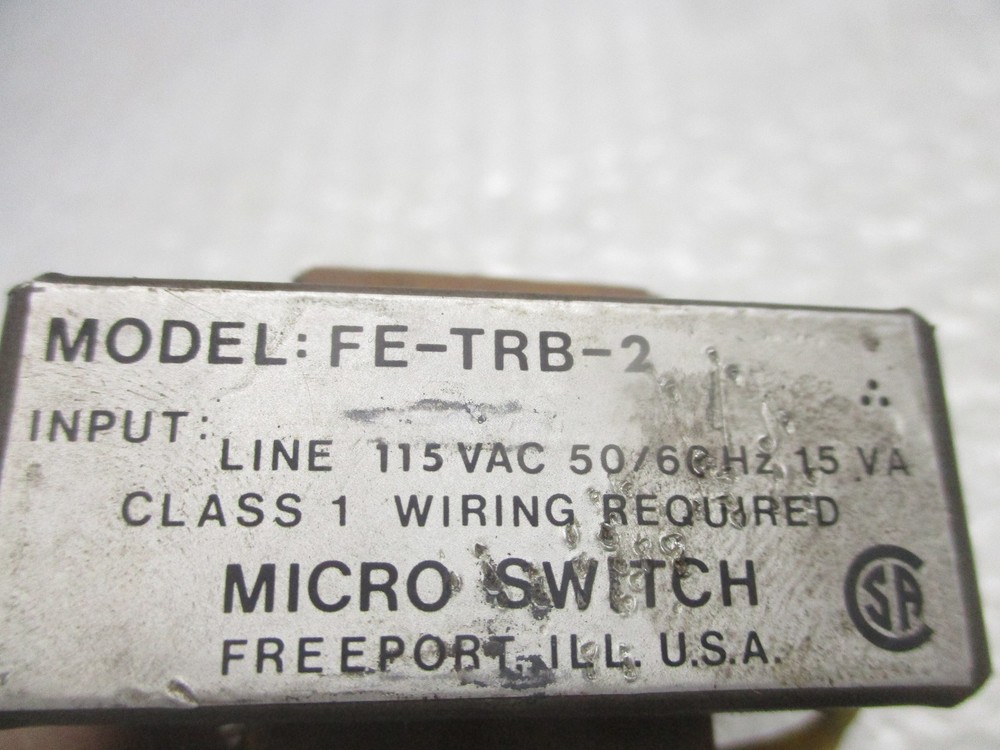 MODEL: FE-TRB-2
INPUT:
LINE 115 VAC 50/60 Hz 15 VA
CLASS 1 WIRING REQUIRED
MICRO SWITCH
FREEPORT, ILL. U.S.A.
CSA